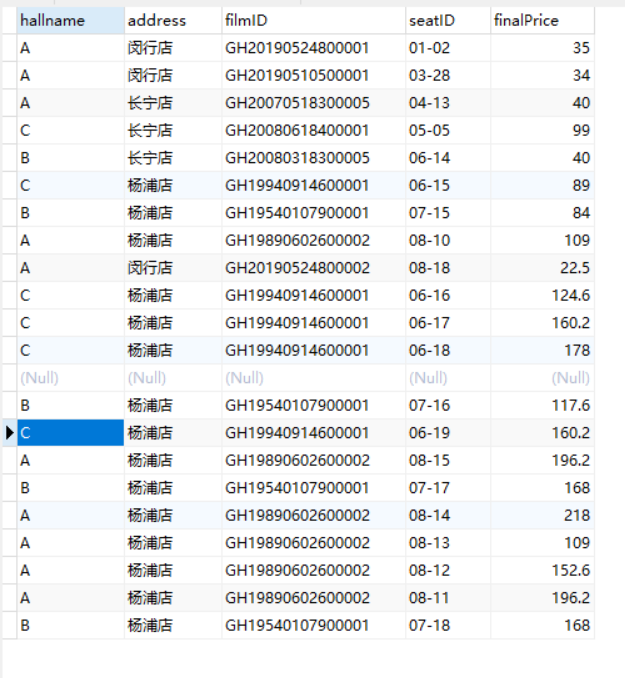 hallname address filmID seatID finalPrice
A 闵行店 GH20190524800001 01-02 35
A 闵行店 GH20190510500001 03-28 34
A 长宁店 GH20070518300005 04-13 40
C 长宁店 GH20080618400001 05-05 99
B 长宁店 GH20080318300005 06-14 40
C 杨浦店 GH19940914600001 06-15 89
B 杨浦店 GH19540107900001 07-15 84
A 杨浦店 GH19890602600002 08-10 109
A 闵行店 GH20190524800002 08-18 22.5
C 杨浦店 GH19940914600001 06-16 124.6
C 杨浦店 GH19940914600001 06-17 160.2
C 杨浦店 GH19940914600001 06-18 178
(Null) (Null) (Null) (Null) (Null)
B 杨浦店 GH19540107900001 07-16 117.6
C 杨浦店 GH19940914600001 06-19 160.2
A 杨浦店 GH19890602600002 08-15 196.2
B 杨浦店 GH19540107900001 07-17 168
A 杨浦店 GH19890602600002 08-14 218
A 杨浦店 GH19890602600002 08-13 109
A 杨浦店 GH19890602600002 08-12 152.6
A 杨浦店 GH19890602600002 08-11 196.2
B 杨浦店 GH19540107900001 07-18 168